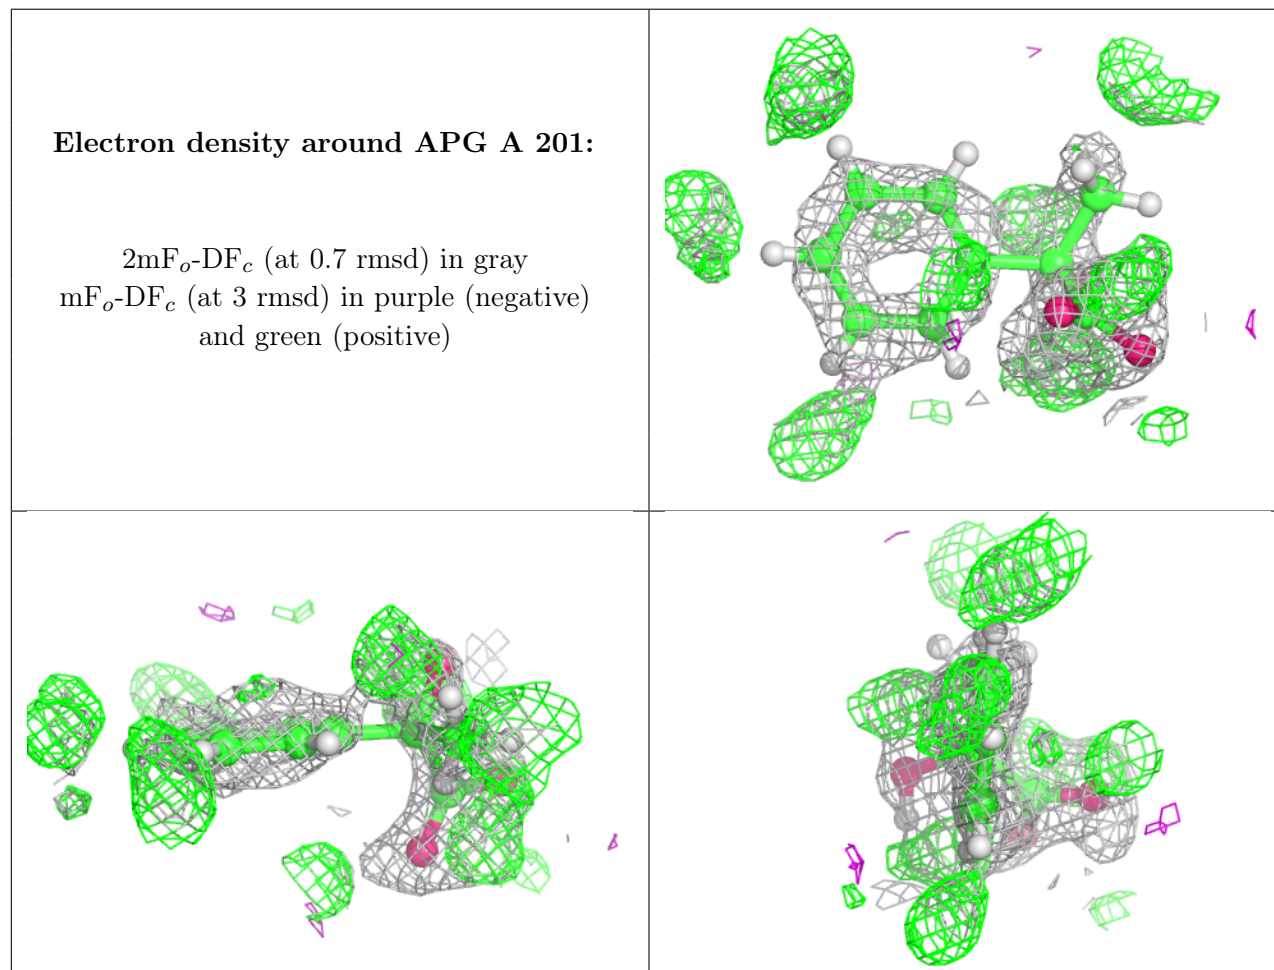 Electron density around APG A 201:
2mFₒ-DF𝒸 (at 0.7 rmsd) in gray
mFₒ-DF𝒸 (at 3 rmsd) in purple (negative)
and green (positive)